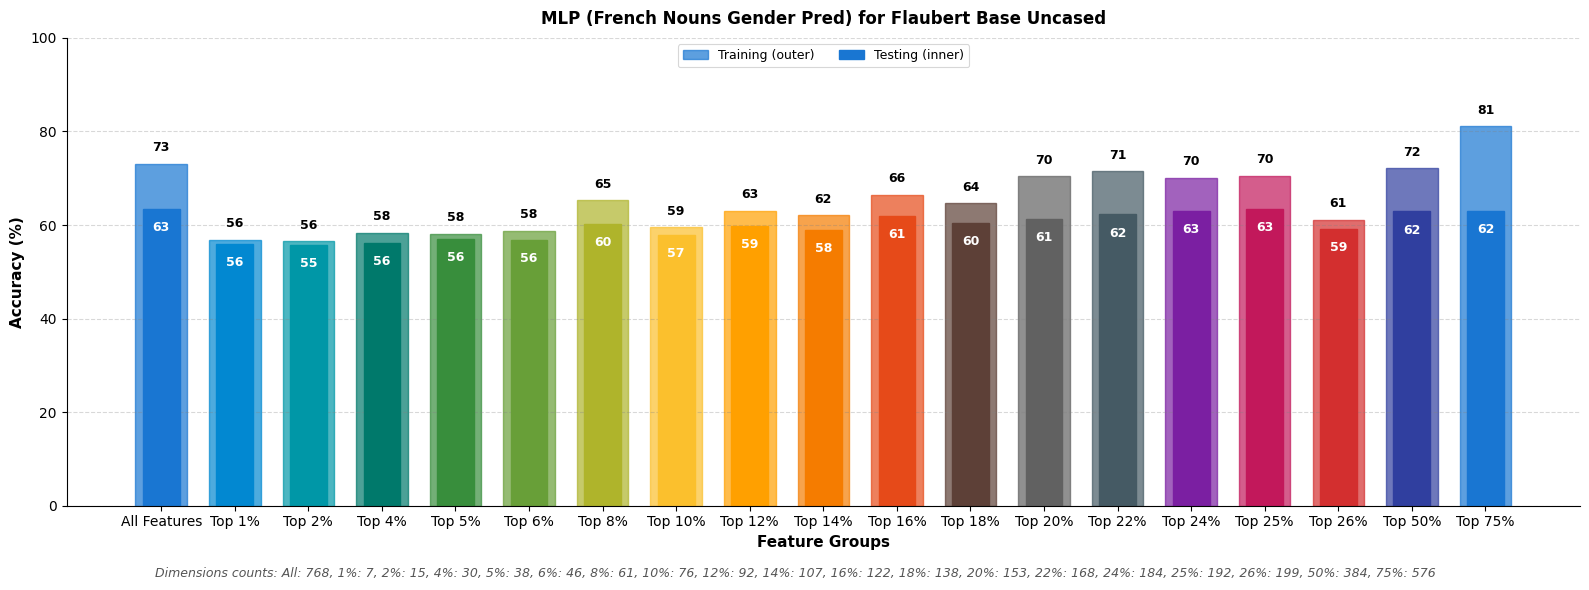 MLP (French Nouns Gender Pred) for Flaubert Base Uncased
Training (outer) Testing (inner)
Accuracy (%)
100
80
60
40
20
0
73 56 56 58 58 58 65 59 63 62 66 64 70 71 70 70 61 72 81
63 56 55 56 56 56 60 57 59 58 61 60 61 62 63 63 59 62 62
All Features Top 1% Top 2% Top 4% Top 5% Top 6% Top 8% Top 10% Top 12% Top 14% Top 16% Top 18% Top 20% Top 22% Top 24% Top 25% Top 26% Top 50% Top 75%
Feature Groups
Dimensions counts: All: 768, 1%: 7, 2%: 15, 4%: 30, 5%: 38, 6%: 46, 8%: 61, 10%: 76, 12%: 92, 14%: 107, 16%: 122, 18%: 138, 20%: 153, 22%: 168, 24%: 184, 25%: 192, 26%: 199, 50%: 384, 75%: 576